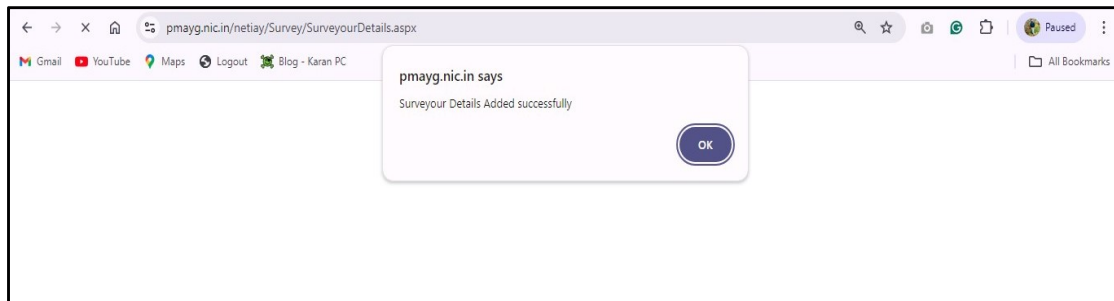 pmayg.nic.in/netiay/Survey/SurveyourDetails.aspx
Paused
Gmail YouTube Maps Logout Blog - Karan PC
All Bookmarks
pmayg.nic.in says
Surveyour Details Added successfully
OK